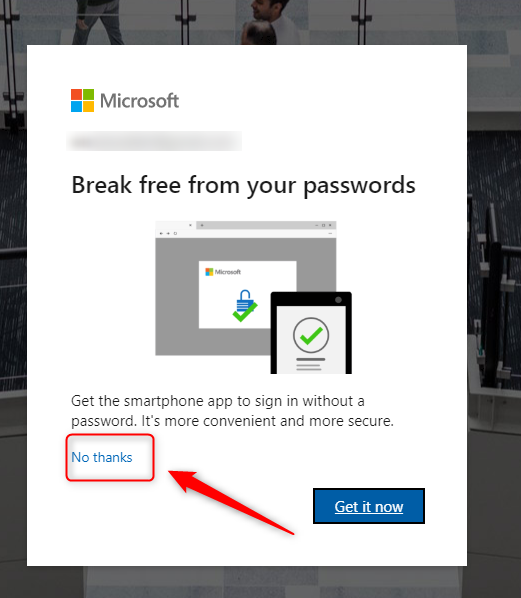 Microsoft
Break free from your passwords
Microsoft
Get the smartphone app to sign in without a
password. It's more convenient and more secure.
No thanks
Get it now